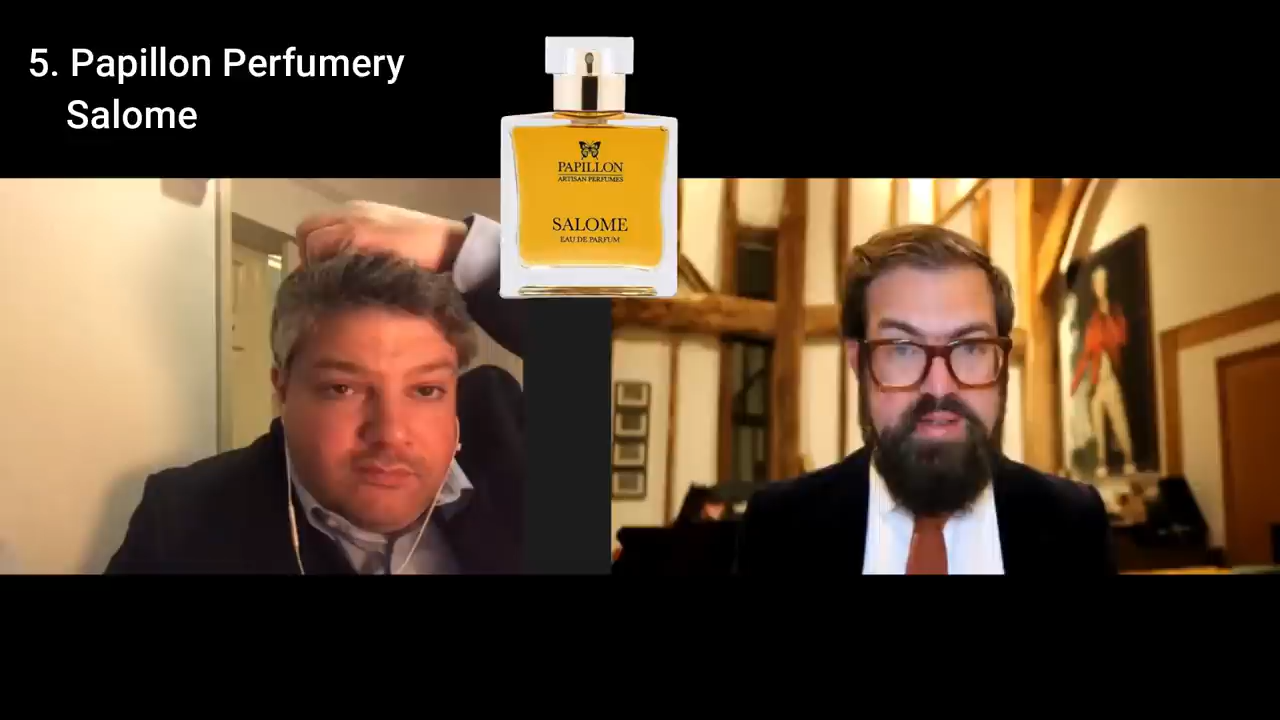 5. Papillon Perfumery
Salome
PAPILLON
ARTISAN PERFUMES
SALOME
EAU DE PARFUM